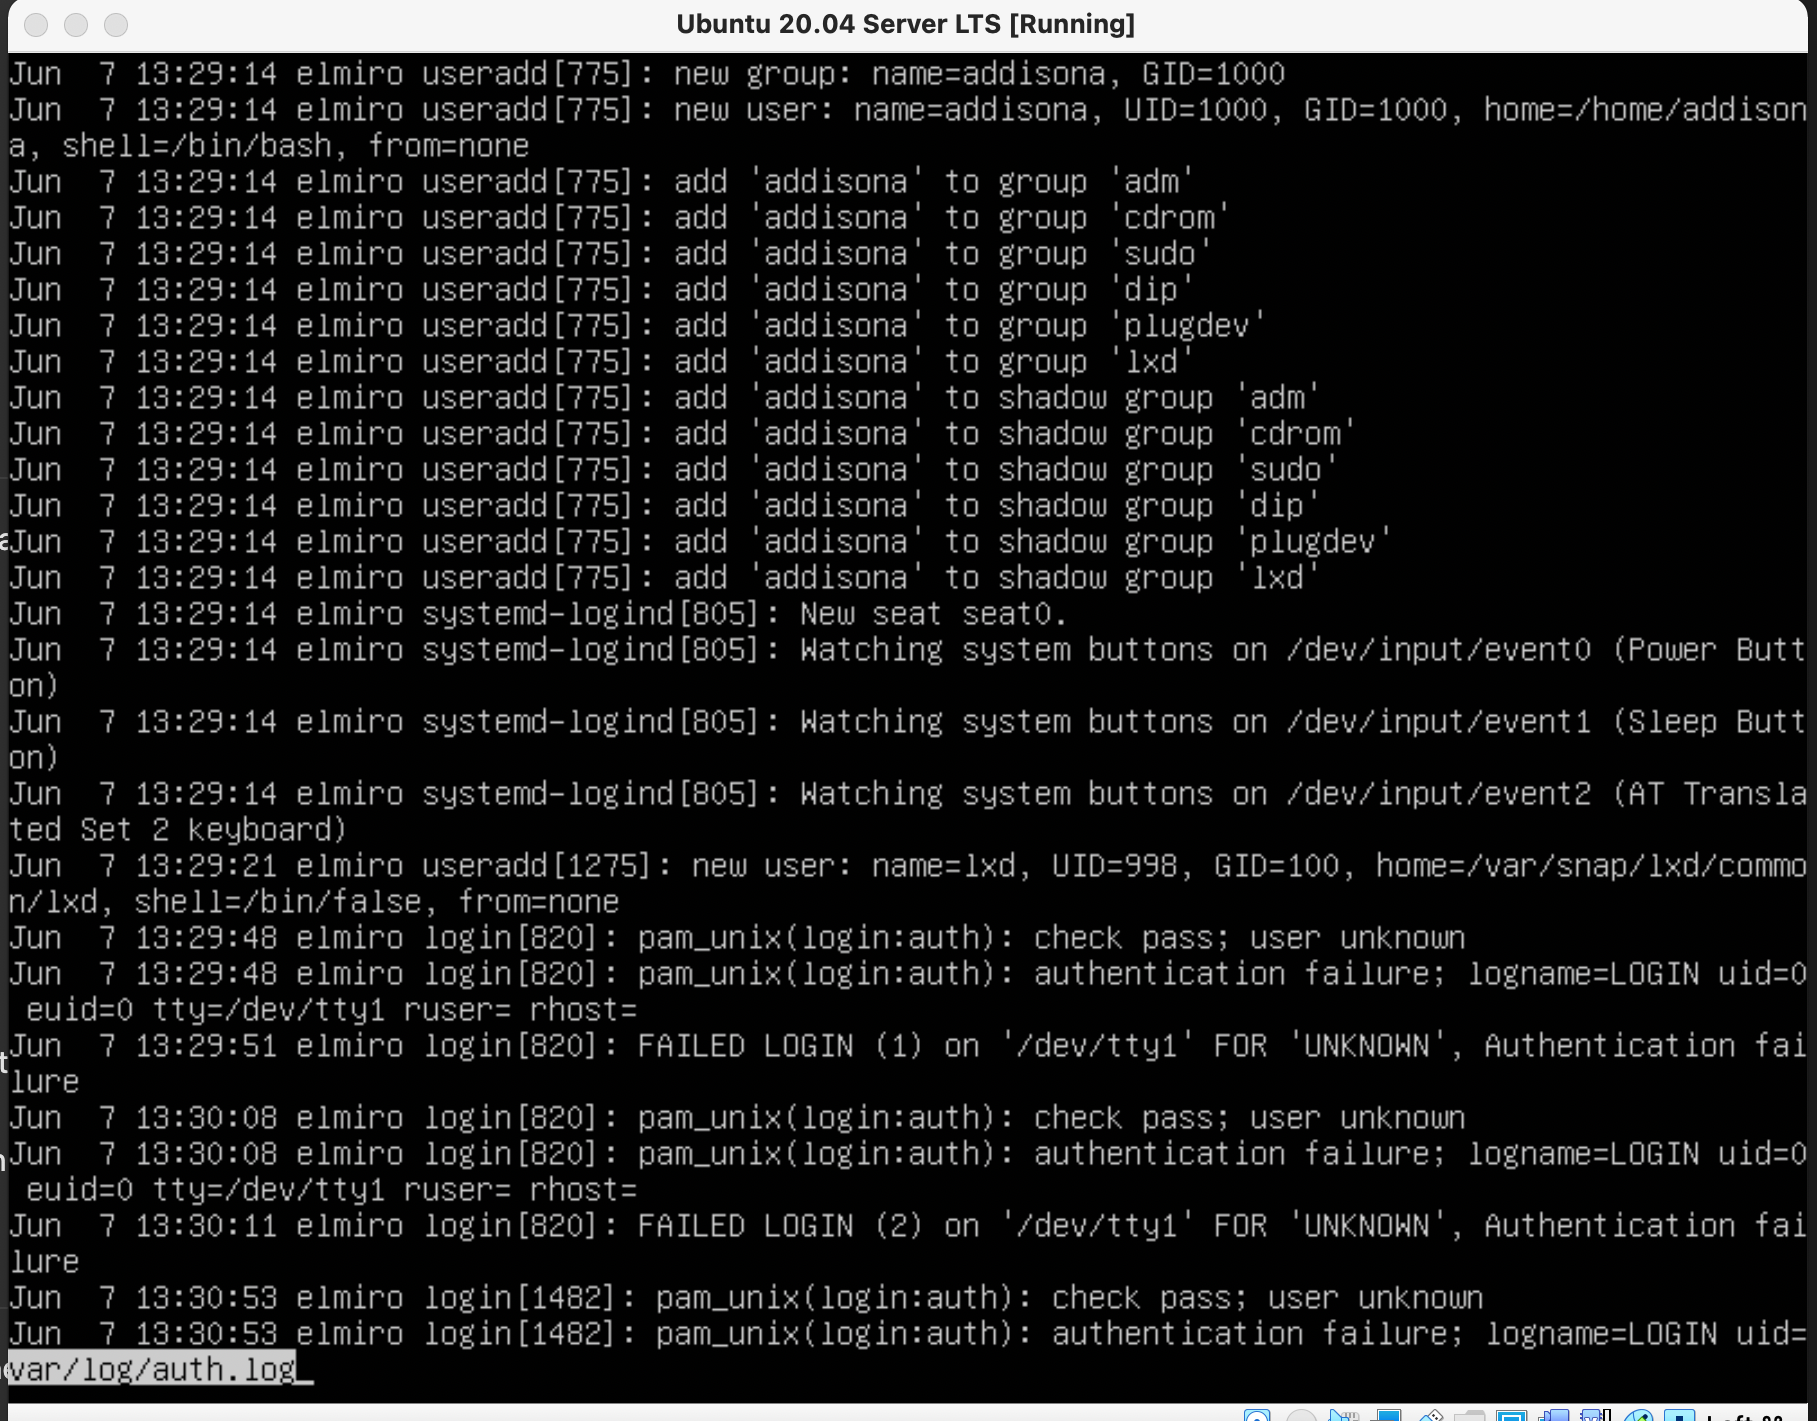 Ubuntu 20.04 Server LTS [Running]
Jun  7 13:29:14 elmiro useradd[775]: new group: name=addisona, GID=1000
Jun  7 13:29:14 elmiro useradd[775]: new user: name=addisona, UID=1000, GID=1000, home=/home/addison
a, shell=/bin/bash, from=none
Jun  7 13:29:14 elmiro useradd[775]: add 'addisona' to group 'adm'
Jun  7 13:29:14 elmiro useradd[775]: add 'addisona' to group 'cdrom'
Jun  7 13:29:14 elmiro useradd[775]: add 'addisona' to group 'sudo'
Jun  7 13:29:14 elmiro useradd[775]: add 'addisona' to group 'dip'
Jun  7 13:29:14 elmiro useradd[775]: add 'addisona' to group 'plugdev'
Jun  7 13:29:14 elmiro useradd[775]: add 'addisona' to group 'lxd'
Jun  7 13:29:14 elmiro useradd[775]: add 'addisona' to shadow group 'adm'
Jun  7 13:29:14 elmiro useradd[775]: add 'addisona' to shadow group 'cdrom'
Jun  7 13:29:14 elmiro useradd[775]: add 'addisona' to shadow group 'sudo'
Jun  7 13:29:14 elmiro useradd[775]: add 'addisona' to shadow group 'dip'
Jun  7 13:29:14 elmiro useradd[775]: add 'addisona' to shadow group 'plugdev'
Jun  7 13:29:14 elmiro useradd[775]: add 'addisona' to shadow group 'lxd'
Jun  7 13:29:14 elmiro systemd-logind[805]: New seat seat0.
Jun  7 13:29:14 elmiro systemd-logind[805]: Watching system buttons on /dev/input/event0 (Power Butt
on)
Jun  7 13:29:14 elmiro systemd-logind[805]: Watching system buttons on /dev/input/event1 (Sleep Butt
on)
Jun  7 13:29:14 elmiro systemd-logind[805]: Watching system buttons on /dev/input/event2 (AT Transla
ted Set 2 keyboard)
Jun  7 13:29:21 elmiro useradd[1275]: new user: name=lxd, UID=998, GID=100, home=/var/snap/lxd/commo
n/lxd, shell=/bin/false, from=none
Jun  7 13:29:48 elmiro login[820]: pam_unix(login:auth): check pass; user unknown
Jun  7 13:29:48 elmiro login[820]: pam_unix(login:auth): authentication failure; logname=LOGIN uid=0
 euid=0 tty=/dev/tty1 ruser= rhost=
Jun  7 13:29:51 elmiro login[820]: FAILED LOGIN (1) on '/dev/tty1' FOR 'UNKNOWN', Authentication fai
lure
Jun  7 13:30:08 elmiro login[820]: pam_unix(login:auth): check pass; user unknown
Jun  7 13:30:08 elmiro login[820]: pam_unix(login:auth): authentication failure; logname=LOGIN uid=0
 euid=0 tty=/dev/tty1 ruser= rhost=
Jun  7 13:30:11 elmiro login[820]: FAILED LOGIN (2) on '/dev/tty1' FOR 'UNKNOWN', Authentication fai
lure
Jun  7 13:30:53 elmiro login[1482]: pam_unix(login:auth): check pass; user unknown
Jun  7 13:30:53 elmiro login[1482]: pam_unix(login:auth): authentication failure; logname=LOGIN uid=
var/log/auth.log_